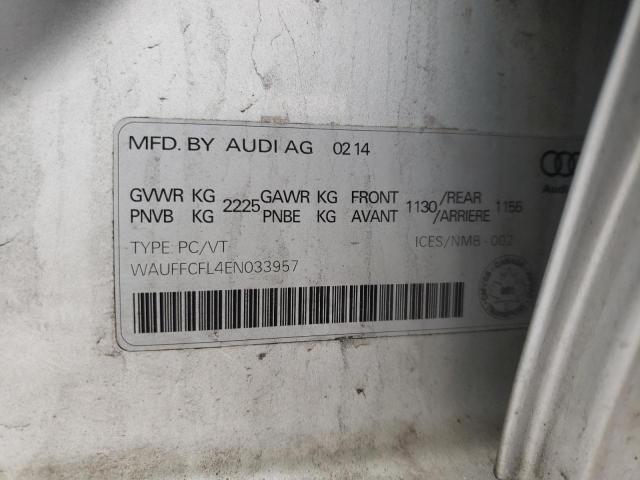 MFD. BY AUDI AG 02 14
GVWR KG 2225 GAWR KG FRONT 1130 /REAR 1155
PNVB KG PNBE KG AVANT /ARRIERE
TYPE PC/VT ICES/NMB-002
WAUFFCFL4EN033957